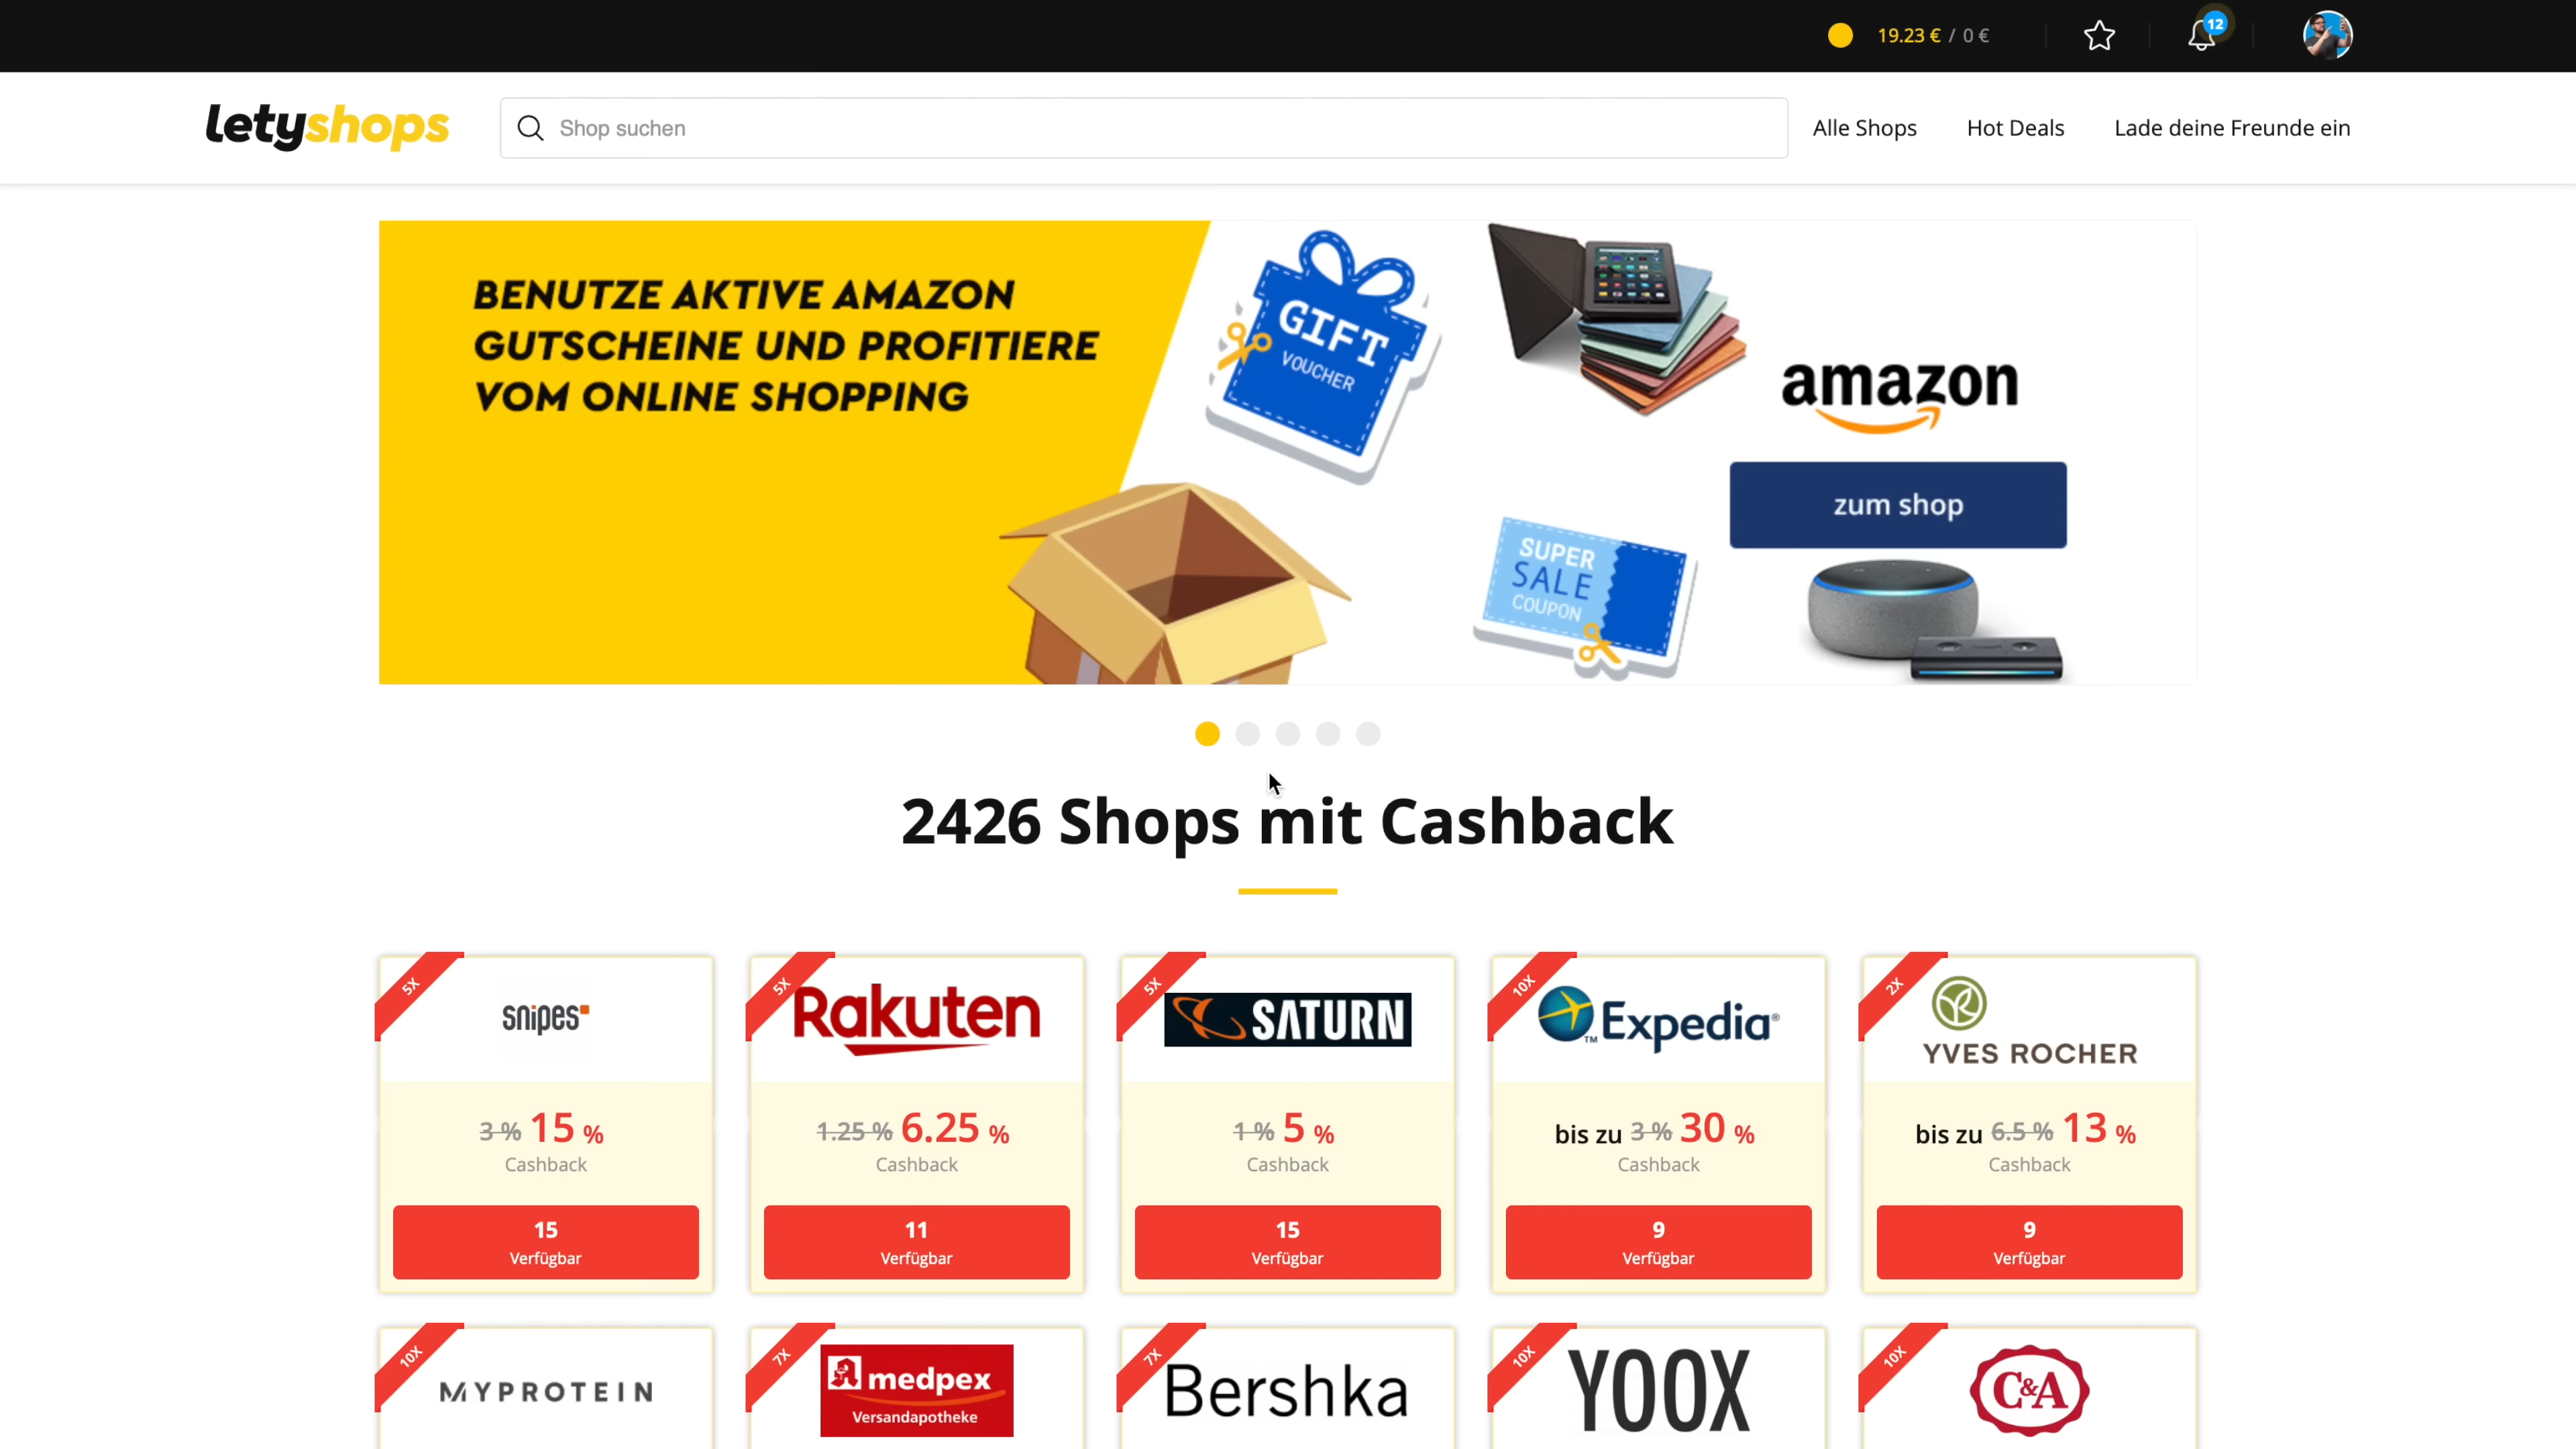 19.23 € / 0 €
12
letyshops
Shop suchen
Alle Shops
Hot Deals
Lade deine Freunde ein
BENUTZE AKTIVE AMAZON
GUTSCHEINE UND PROFITIERE
VOM ONLINE SHOPPING
GIFT
VOUCHER
amazon
zum shop
SUPER
SALE
COUPON
2426 Shops mit Cashback
5X
snipes
3 % 15 %
Cashback
15
Verfügbar
5X
Rakuten
1.25 % 6.25 %
Cashback
11
Verfügbar
5X
SATURN
1 % 5 %
Cashback
15
Verfügbar
10X
Expedia®
TM
bis zu 3 % 30 %
Cashback
9
Verfügbar
2X
YVES ROCHER
bis zu 6.5 % 13 %
Cashback
9
Verfügbar
10X
MYPROTEIN
7X
medpex
Versandapotheke
7X
Bershka
10X
YOOX
10X
C&A